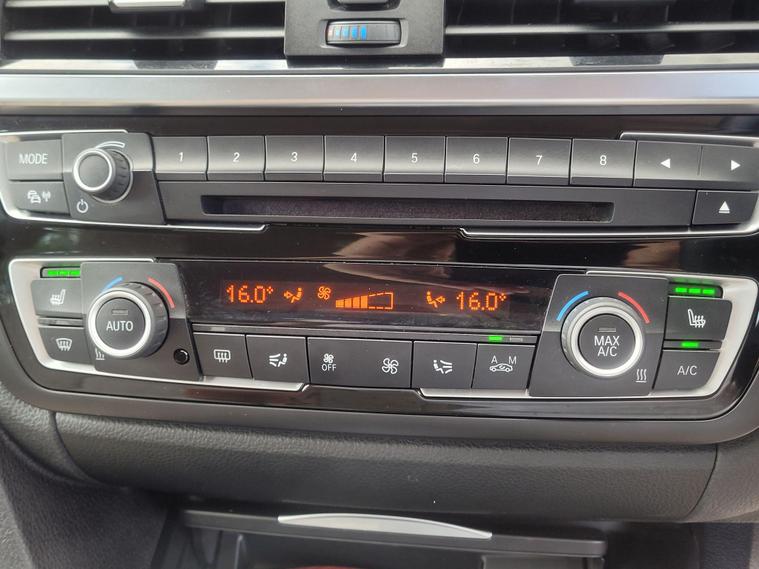 MODE 1 2 3 4 5 6 7 8
16.0° 16.0°
AUTO OFF A M MAX A/C A/C